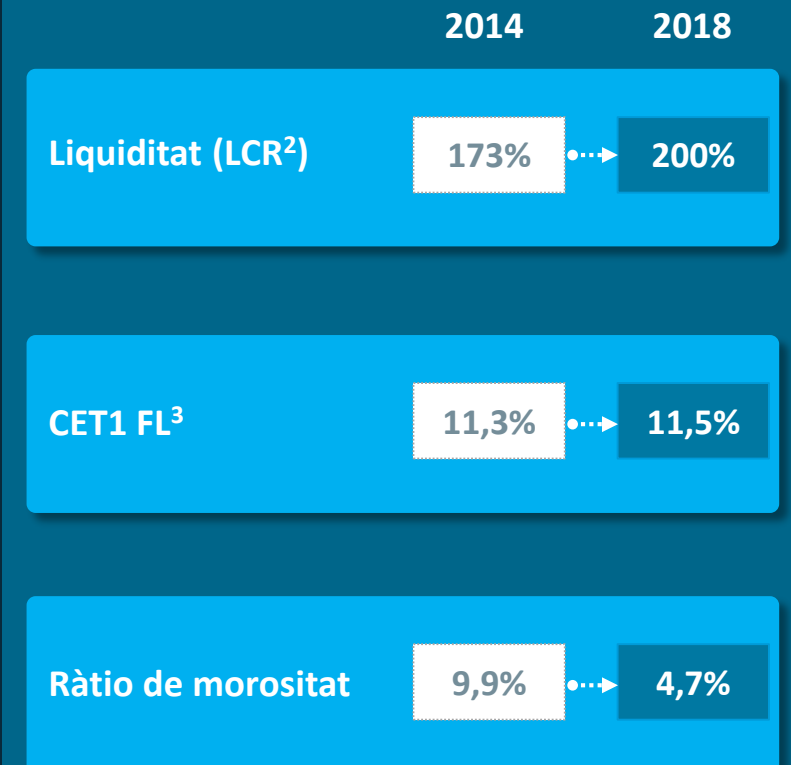 2014 2018
Liquiditat (LCR²) 173% 200%
CET1 FL³ 11,3% 11,5%
Ràtio de morositat 9,9% 4,7%